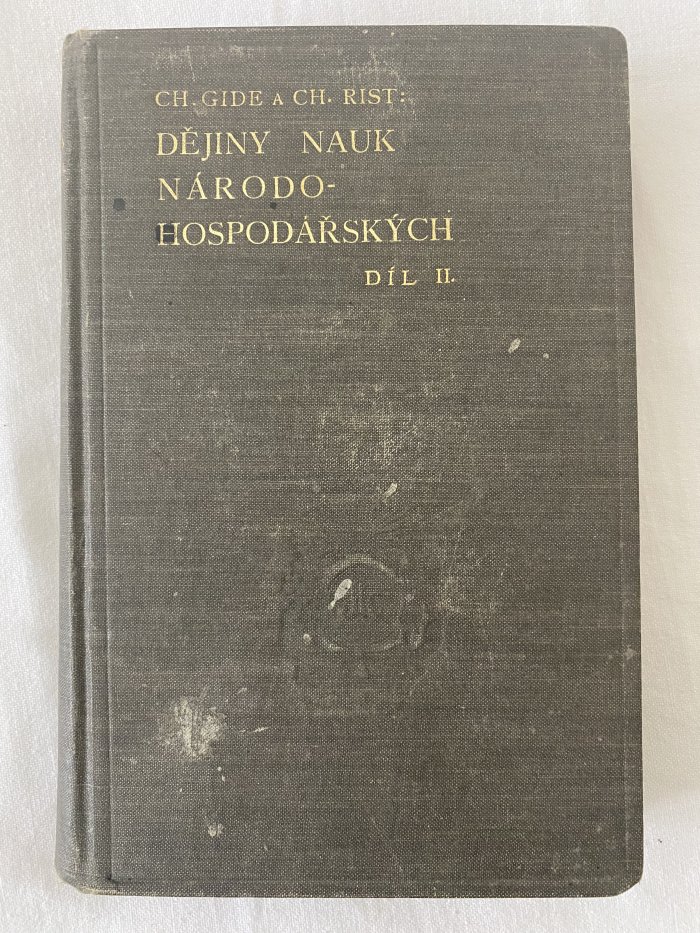 CH. GIDE A CH. RIST:
DĚJINY NAUK
NÁRODO-
HOSPODÁŘSKÝCH
DÍL II.